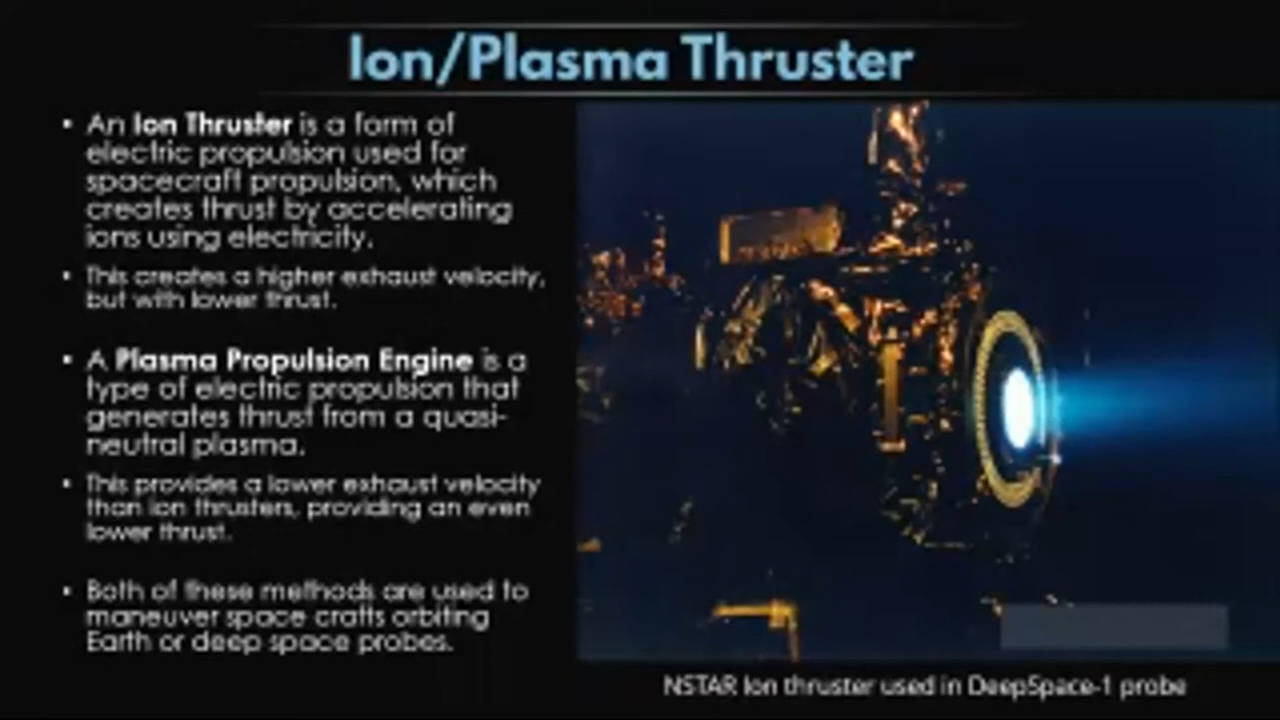 Ion/Plasma Thruster
• An Ion Thruster is a form of
electric propulsion used for
spacecraft propulsion, which
creates thrust by accelerating
ions using electricity.
• This creates a higher exhaust velocity,
but with lower thrust.
• A Plasma Propulsion Engine is a
type of electric propulsion that
generates thrust from a quasi-
neutral plasma.
• This provides a lower exhaust velocity
than ion thrusters, providing an even
lower thrust.
• Both of these methods are used to
maneuver space crafts orbiting
Earth or deep space probes.
NSTAR Ion thruster used in DeepSpace-1 probe